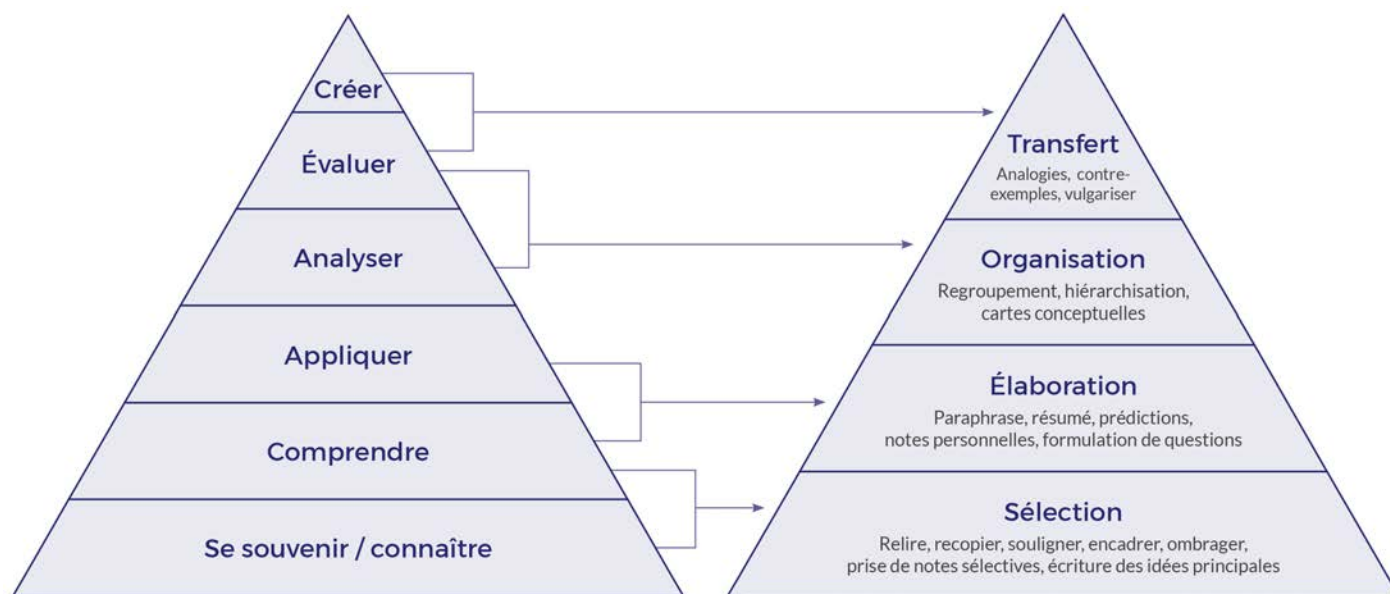 Créer
Évaluer
Analyser
Appliquer
Comprendre
Se souvenir / connaître
Transfert
Analogies, contre-
exemples, vulgariser
Organisation
Regroupement, hiérarchisation,
cartes conceptuelles
Élaboration
Paraphrase, résumé, prédictions,
notes personnelles, formulation de questions
Sélection
Relire, recopier, souligner, encadrer, ombrager,
prise de notes sélectives, écriture des idées principales